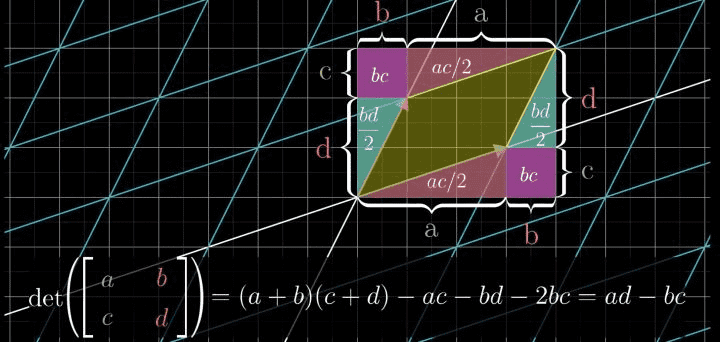 b a
c bc ac/2
d bd/2 bd/2 d
ac/2 bc c
a b
det([a b
c d]) = (a + b)(c + d) − ac − bd − 2bc = ad − bc